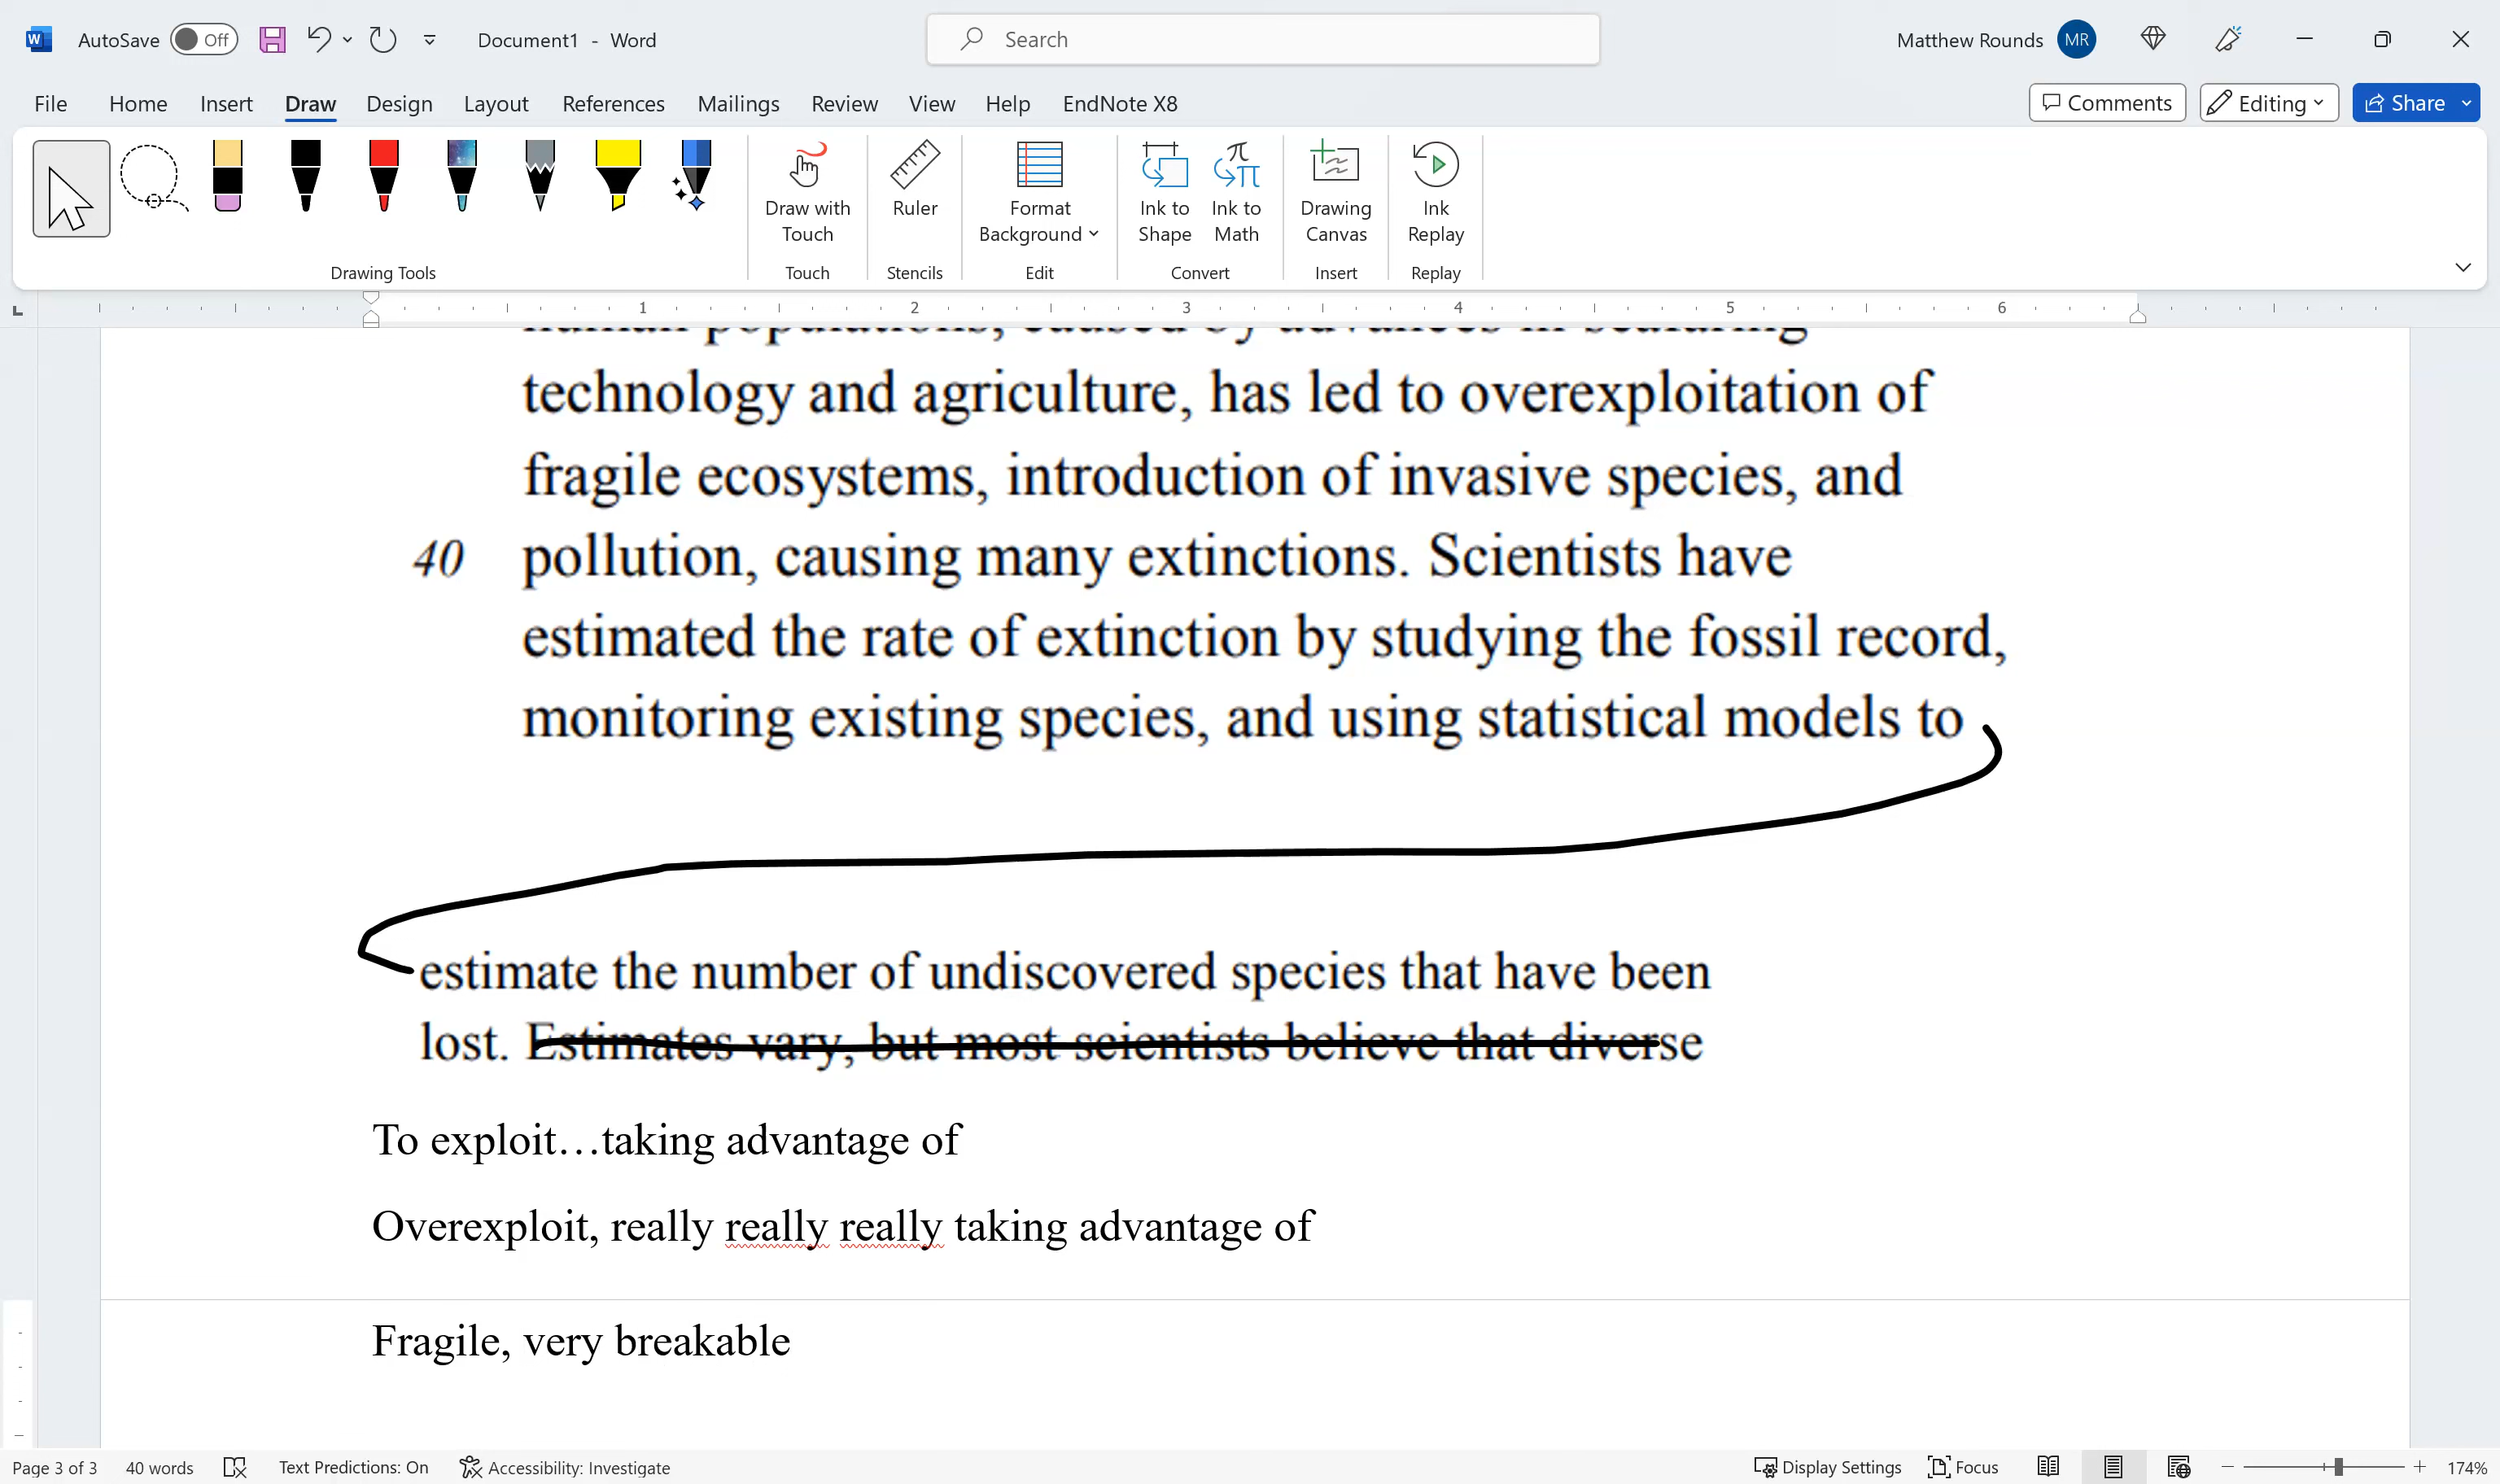 AutoSave Off Document1 - Word Search Matthew Rounds MR
File Home Insert Draw Design Layout References Mailings Review View Help EndNote X8 Comments Editing Share
Draw with Touch
Ruler
Format Background
Ink to Shape
Ink to Math
Drawing Canvas
Ink Replay
Drawing Tools Touch Stencils Edit Convert Insert Replay
1 2 3 4 5 6
human populations, caused by advances in seafaring
technology and agriculture, has led to overexploitation of
fragile ecosystems, introduction of invasive species, and
40 pollution, causing many extinctions. Scientists have
estimated the rate of extinction by studying the fossil record,
monitoring existing species, and using statistical models to
estimate the number of undiscovered species that have been
lost. Estimates vary, but most scientists believe that diverse
To exploit…taking advantage of
Overexploit, really really really taking advantage of
Fragile, very breakable
Page 3 of 3 40 words Text Predictions: On Accessibility: Investigate Display Settings Focus 174%